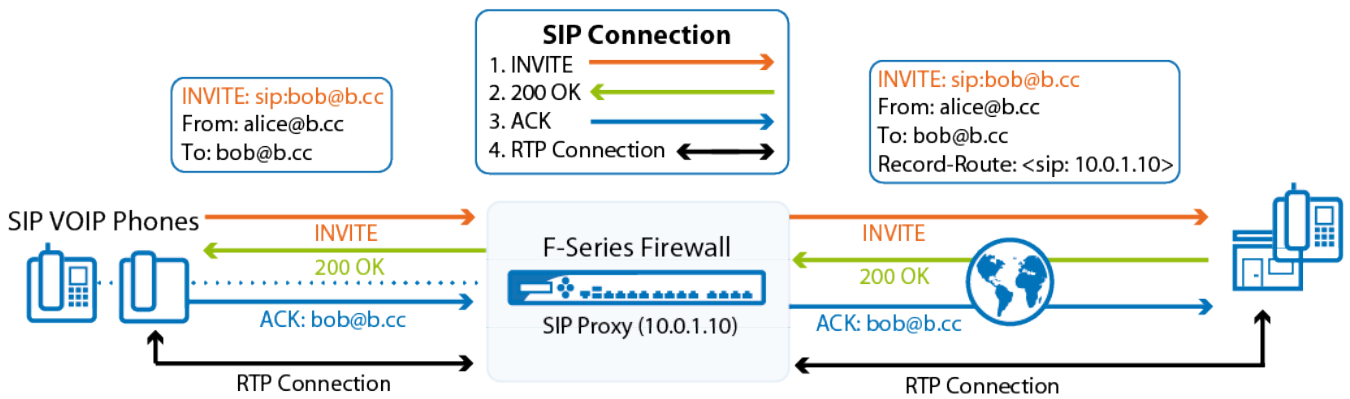 SIP Connection
1. INVITE
2. 200 OK
3. ACK
4. RTP Connection
INVITE: sip:bob@b.cc
From: alice@b.cc
To: bob@b.cc
INVITE: sip:bob@b.cc
From: alice@b.cc
To: bob@b.cc
Record-Route: <sip: 10.0.1.10>
SIP VOIP Phones
INVITE
200 OK
ACK: bob@b.cc
RTP Connection
F-Series Firewall
SIP Proxy (10.0.1.10)
INVITE
200 OK
ACK: bob@b.cc
RTP Connection